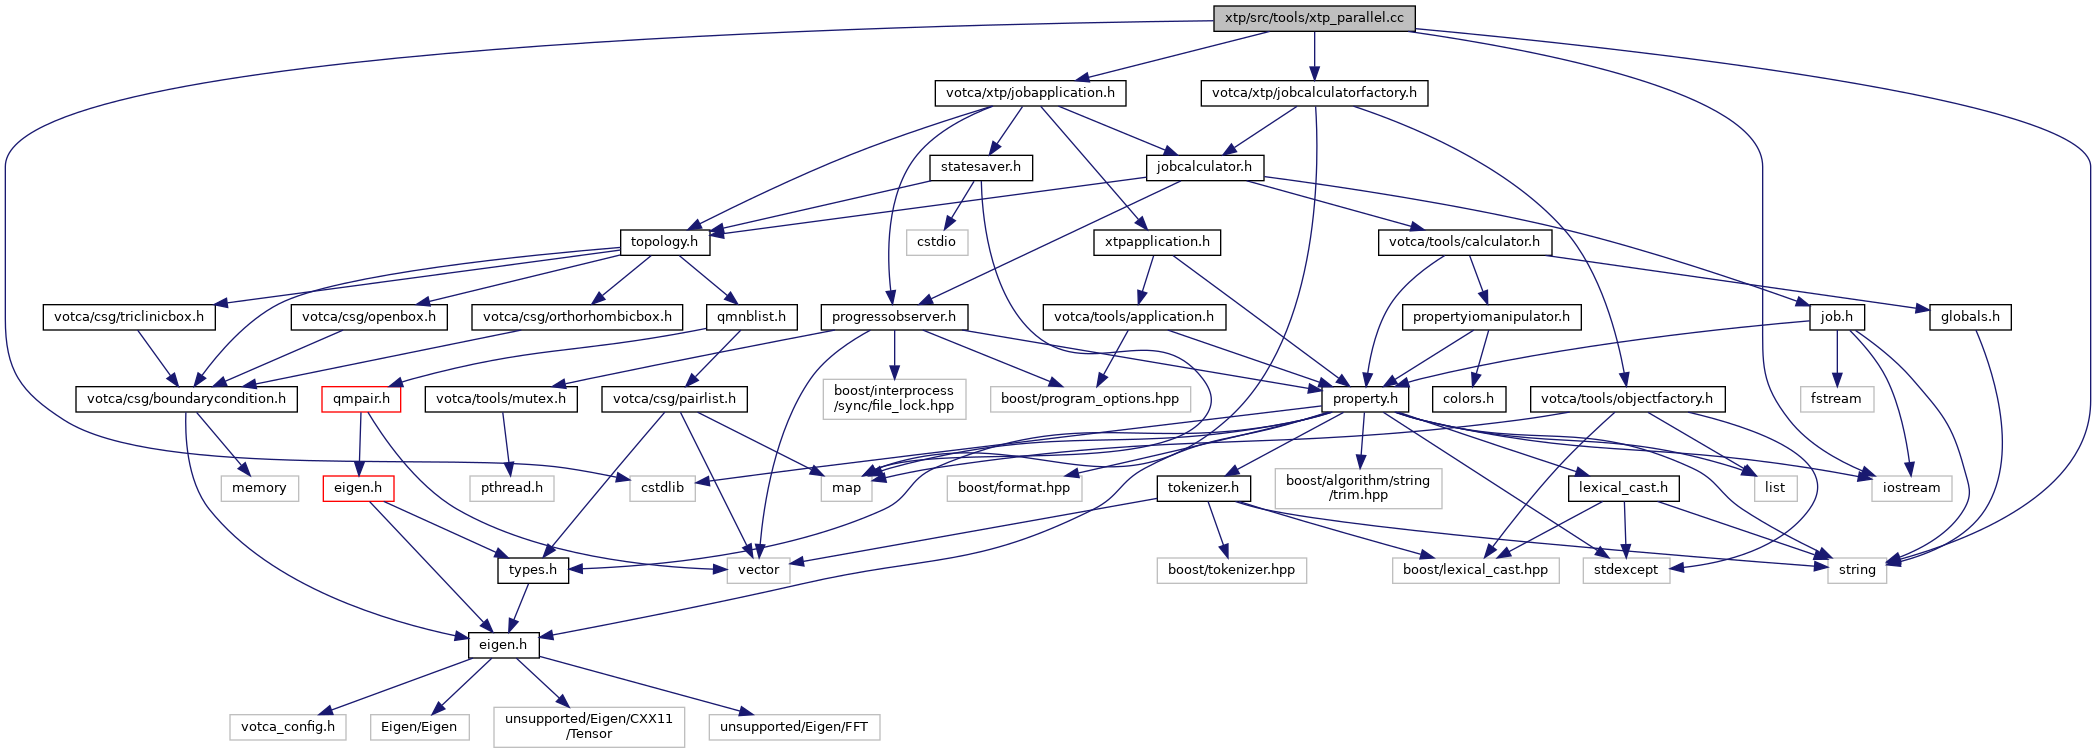 xtp/src/tools/xtp_parallel.cc
votca/xtp/jobapplication.h
votca/xtp/jobcalculatorfactory.h
statesaver.h
jobcalculator.h
topology.h
cstdio
xtpapplication.h
votca/tools/calculator.h
votca/csg/triclinicbox.h
votca/csg/openbox.h
votca/csg/orthorhombicbox.h
qmnblist.h
progressobserver.h
votca/tools/application.h
propertyiomanipulator.h
job.h
globals.h
votca/csg/boundarycondition.h
qmpair.h
votca/tools/mutex.h
votca/csg/pairlist.h
boost/interprocess
/sync/file_lock.hpp
boost/program_options.hpp
property.h
colors.h
votca/tools/objectfactory.h
fstream
memory
eigen.h
pthread.h
cstdlib
map
boost/format.hpp
tokenizer.h
boost/algorithm/string
/trim.hpp
lexical_cast.h
list
iostream
types.h
vector
boost/tokenizer.hpp
boost/lexical_cast.hpp
stdexcept
string
eigen.h
votca_config.h
Eigen/Eigen
unsupported/Eigen/CXX11
/Tensor
unsupported/Eigen/FFT